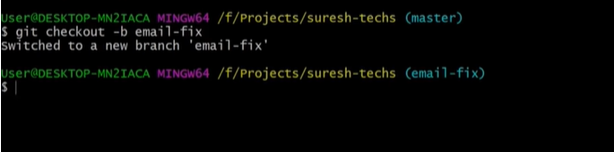 User@DESKTOP-MN2IACA MINGW64 /f/Projects/suresh-techs (master)
$ git checkout -b email-fix
Switched to a new branch 'email-fix'
User@DESKTOP-MN2IACA MINGW64 /f/Projects/suresh-techs (email-fix)
$